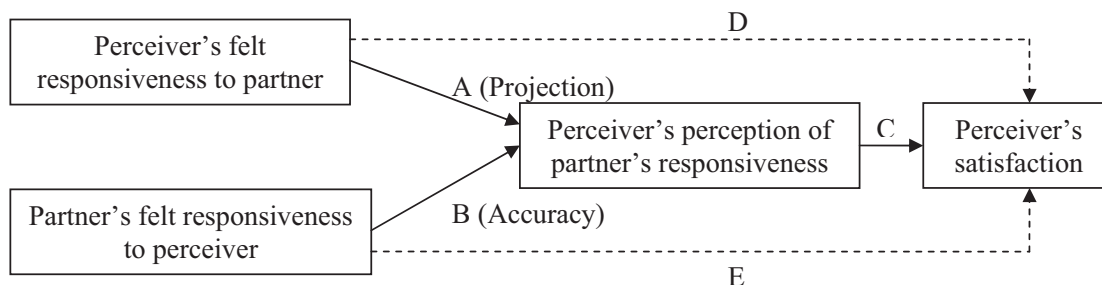 D
Perceiver’s felt
responsiveness to partner
A (Projection)
Perceiver’s perception of
partner’s responsiveness
C
Perceiver’s
satisfaction
Partner’s felt responsiveness
to perceiver
B (Accuracy)
E